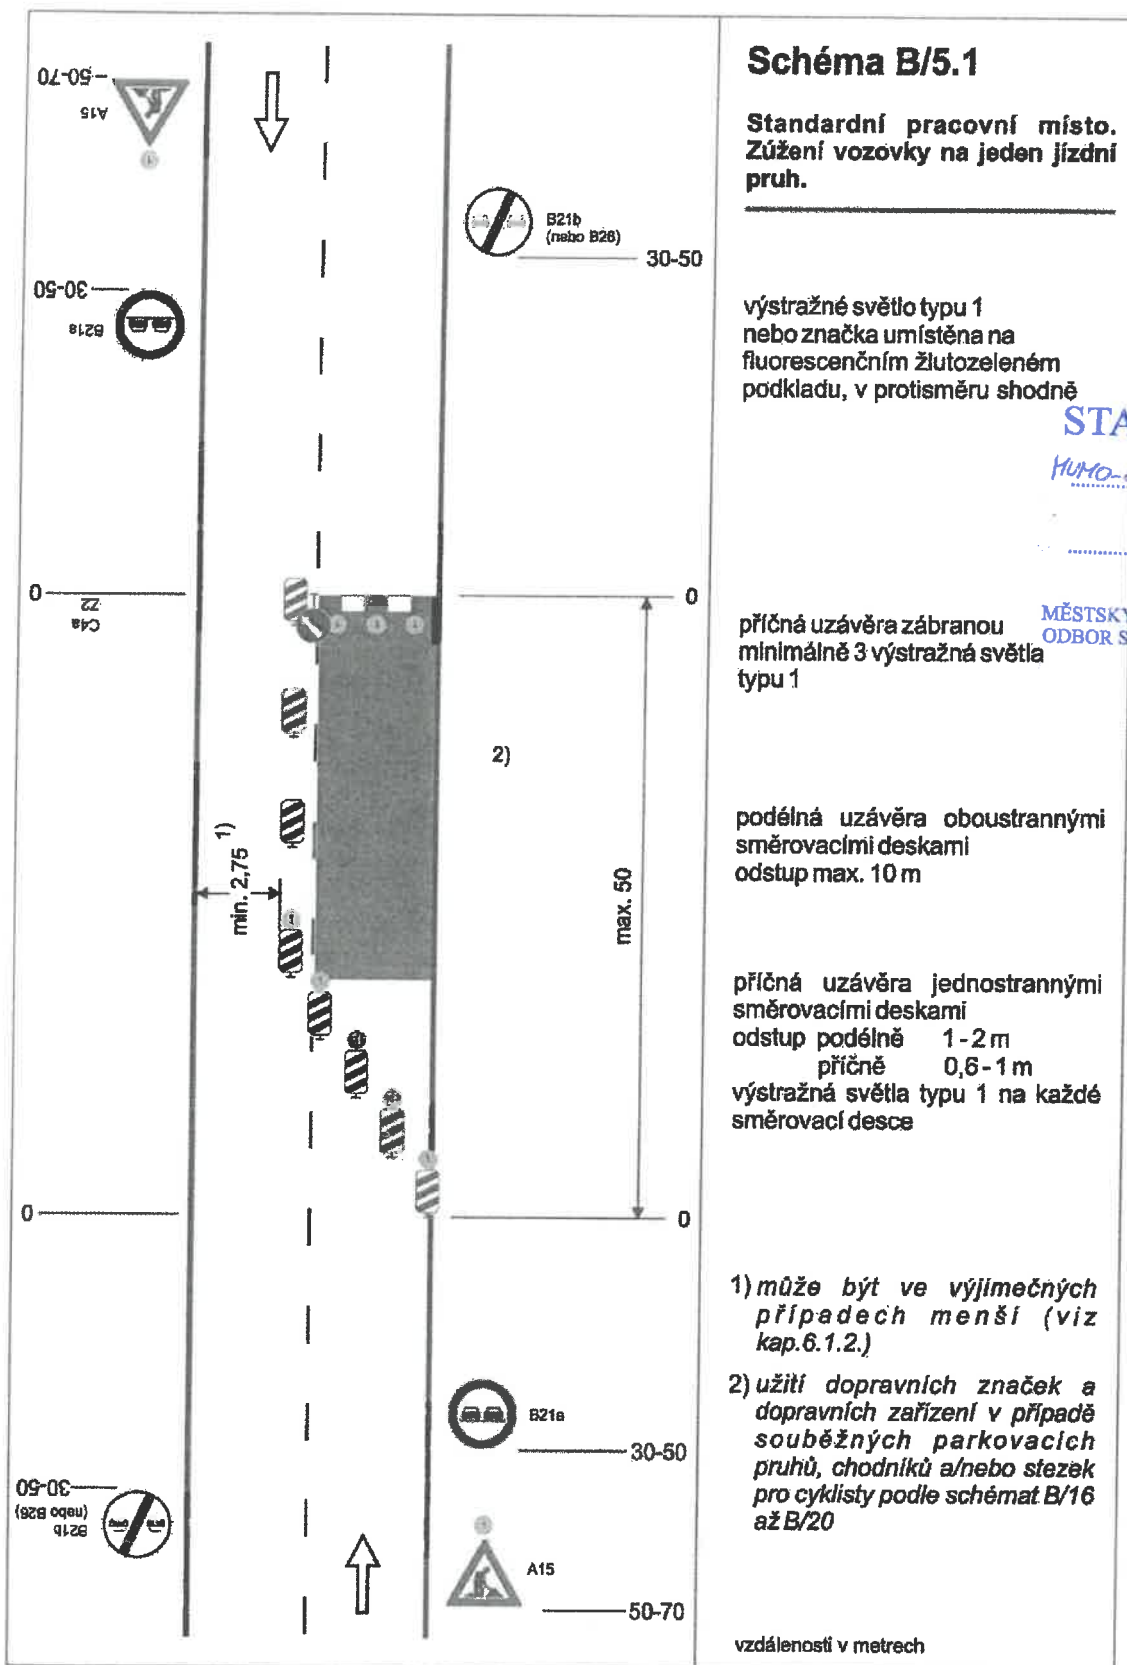 Schéma B/5.1
Standardní pracovní místo.
Zúžení vozovky na jeden jízdní
pruh.
50-70
A15
1
B21b
(nebo B26)
30-50
30-50
B21a
výstražné světlo typu 1
nebo značka umístěna na
fluorescenčním žlutozeleném
podkladu, v protisměru shodně
STA
HUMO-
MĚSTSK
ODBOR S
0
Z2
C4a
0
příčná uzávěra zábranou
minimálně 3 výstražná světla
typu 1
2)
podélná uzávěra oboustrannými
směrovacími deskami
odstup max. 10 m
min. 2,75 1)
max. 50
příčná uzávěra jednostrannými
směrovacími deskami
odstup podélně 1-2 m
příčně 0,6-1 m
výstražná světla typu 1 na každé
směrovací desce
0
0
1) může být ve výjimečných
případech menší (viz
kap.6.1.2.)
2) užití dopravních značek a
dopravních zařízení v případě
souběžných parkovacích
pruhů, chodníků a/nebo stezek
pro cyklisty podle schémat B/16
až B/20
B21a
30-50
30-50
B21b
(nebo B26)
A15
50-70
vzdálenosti v metrech